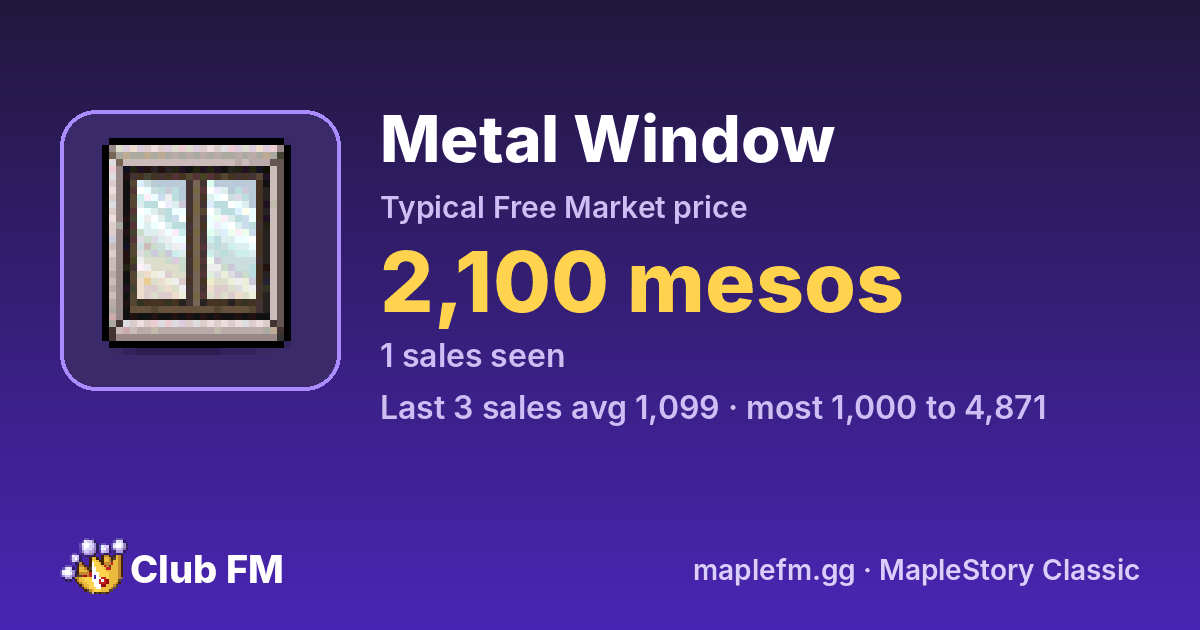 Metal Window
Typical Free Market price
2,100 mesos
1 sales seen
Last 3 sales avg 1,099 · most 1,000 to 4,871
Club FM
maplefm.gg · MapleStory Classic